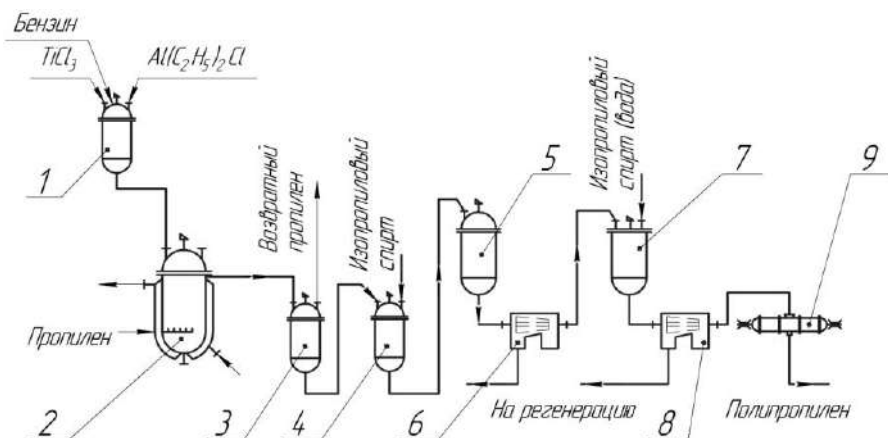 Бензин
TiCl₃
Al(C₂H₅)₂Cl
1
Возвратный
пропилен
Изопропиловый
спирт
5
Изопропиловый
спирт (вода)
7
9
Пропилен
2
3
4
6
На регенерацию
8
Полипропилен